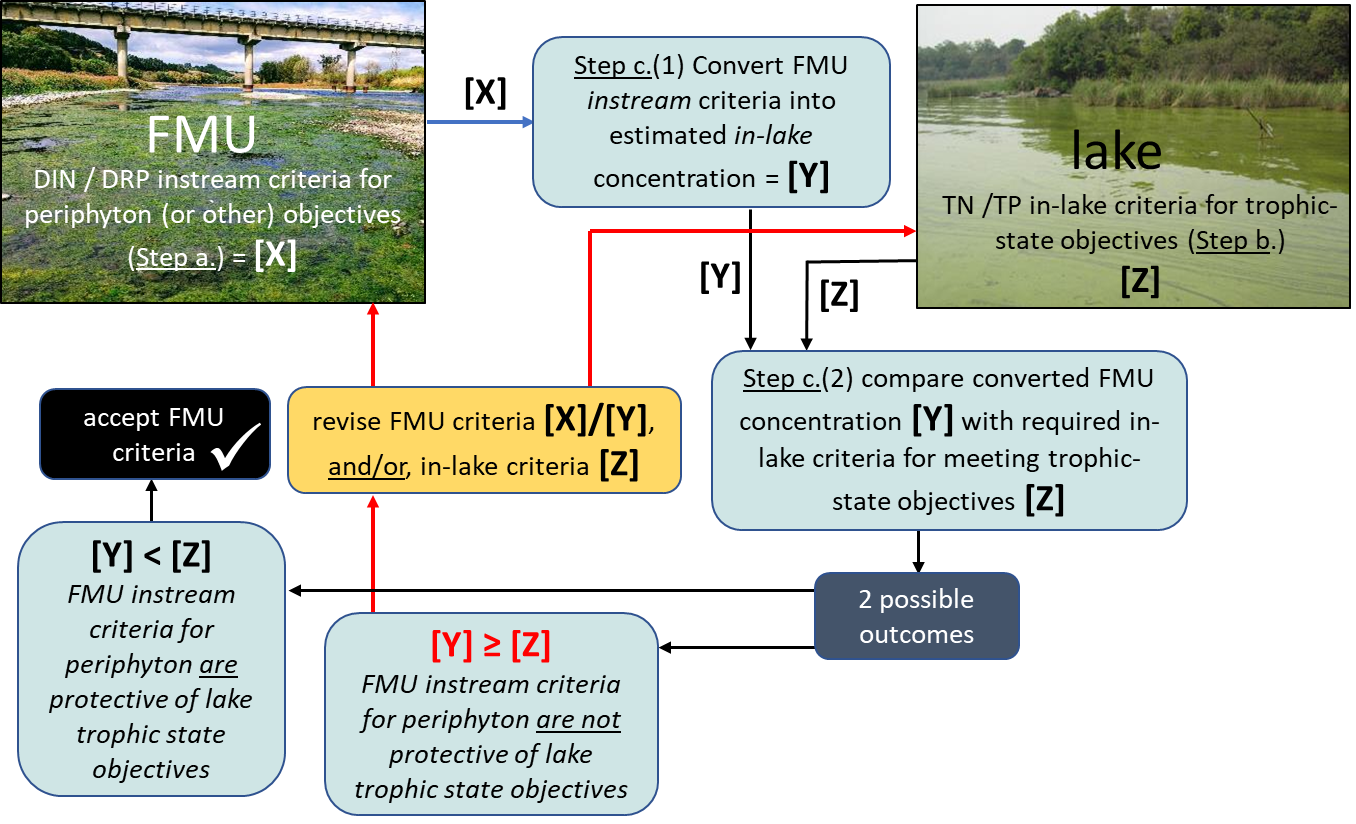 FMU
DIN / DRP instream criteria for
periphyton (or other) objectives
(Step a.) = [X]
[X]
Step c.(1) Convert FMU
instream criteria into
estimated in-lake
concentration = [Y]
lake
TN /TP in-lake criteria for trophic-
state objectives (Step b.)
[Z]
[Y]
[Z]
Step c.(2) compare converted FMU
concentration [Y] with required in-
lake criteria for meeting trophic-
state objectives [Z]
2 possible
outcomes
[Y] < [Z]
FMU instream
criteria for
periphyton are
protective of lake
trophic state
objectives
accept FMU
criteria
[Y] ≥ [Z]
FMU instream criteria
for periphyton are not
protective of lake
trophic state objectives
revise FMU criteria [X]/[Y],
and/or, in-lake criteria [Z]